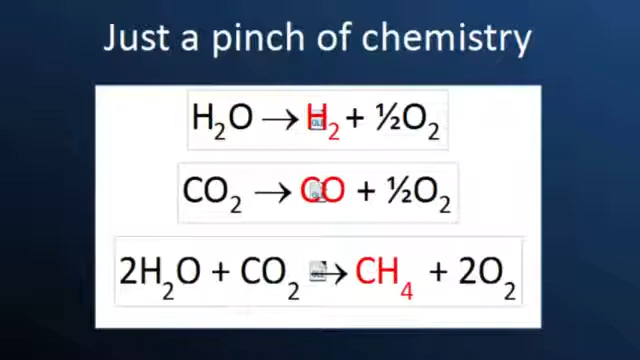 Just a pinch of chemistry
H₂O → H₂ + ½O₂
CO₂ → CO + ½O₂
2H₂O + CO₂ → CH₄ + 2O₂